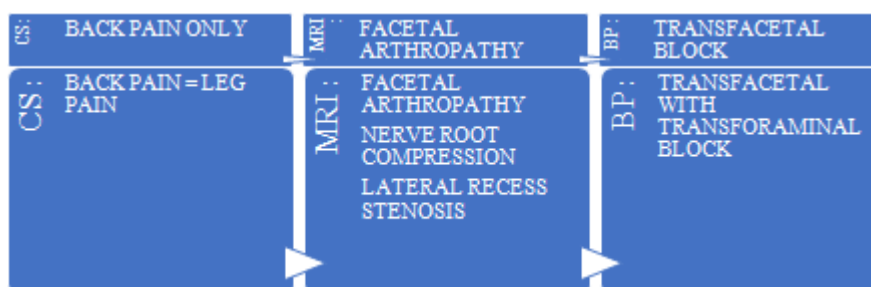 CS:
BACK PAIN ONLY
MRI :
FACETAL
ARTHROPATHY
BP:
TRANSFACETAL
BLOCK
CS :
BACK PAIN = LEG
PAIN
MRI :
FACETAL
ARTHROPATHY
NERVE ROOT
COMPRESSION
LATERAL RECESS
STENOSIS
BP :
TRANSFACETAL
WITH
TRANSFORAMINAL
BLOCK